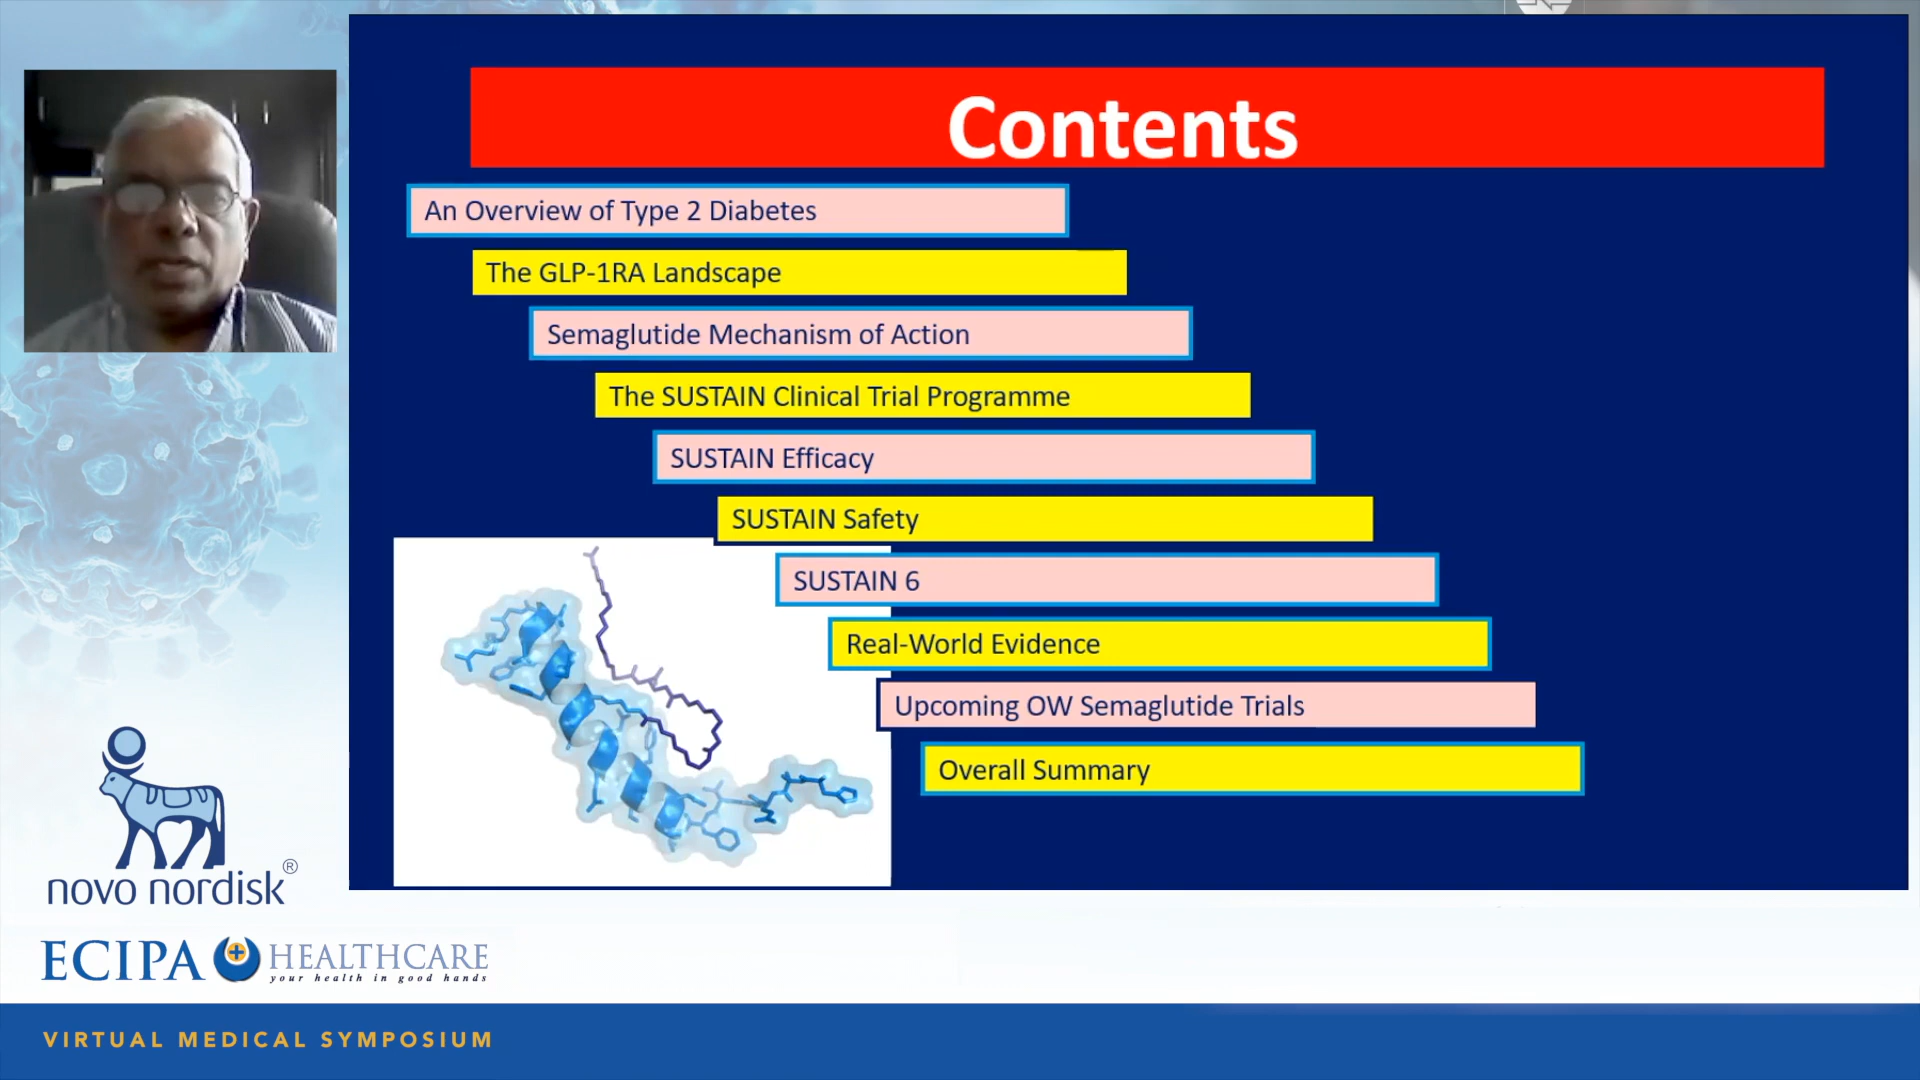 Contents
An Overview of Type 2 Diabetes
The GLP-1RA Landscape
Semaglutide Mechanism of Action
The SUSTAIN Clinical Trial Programme
SUSTAIN Efficacy
SUSTAIN Safety
SUSTAIN 6
Real-World Evidence
Upcoming OW Semaglutide Trials
Overall Summary
novo nordisk®
ECIPA HEALTHCARE
your health in good hands
VIRTUAL MEDICAL SYMPOSIUM